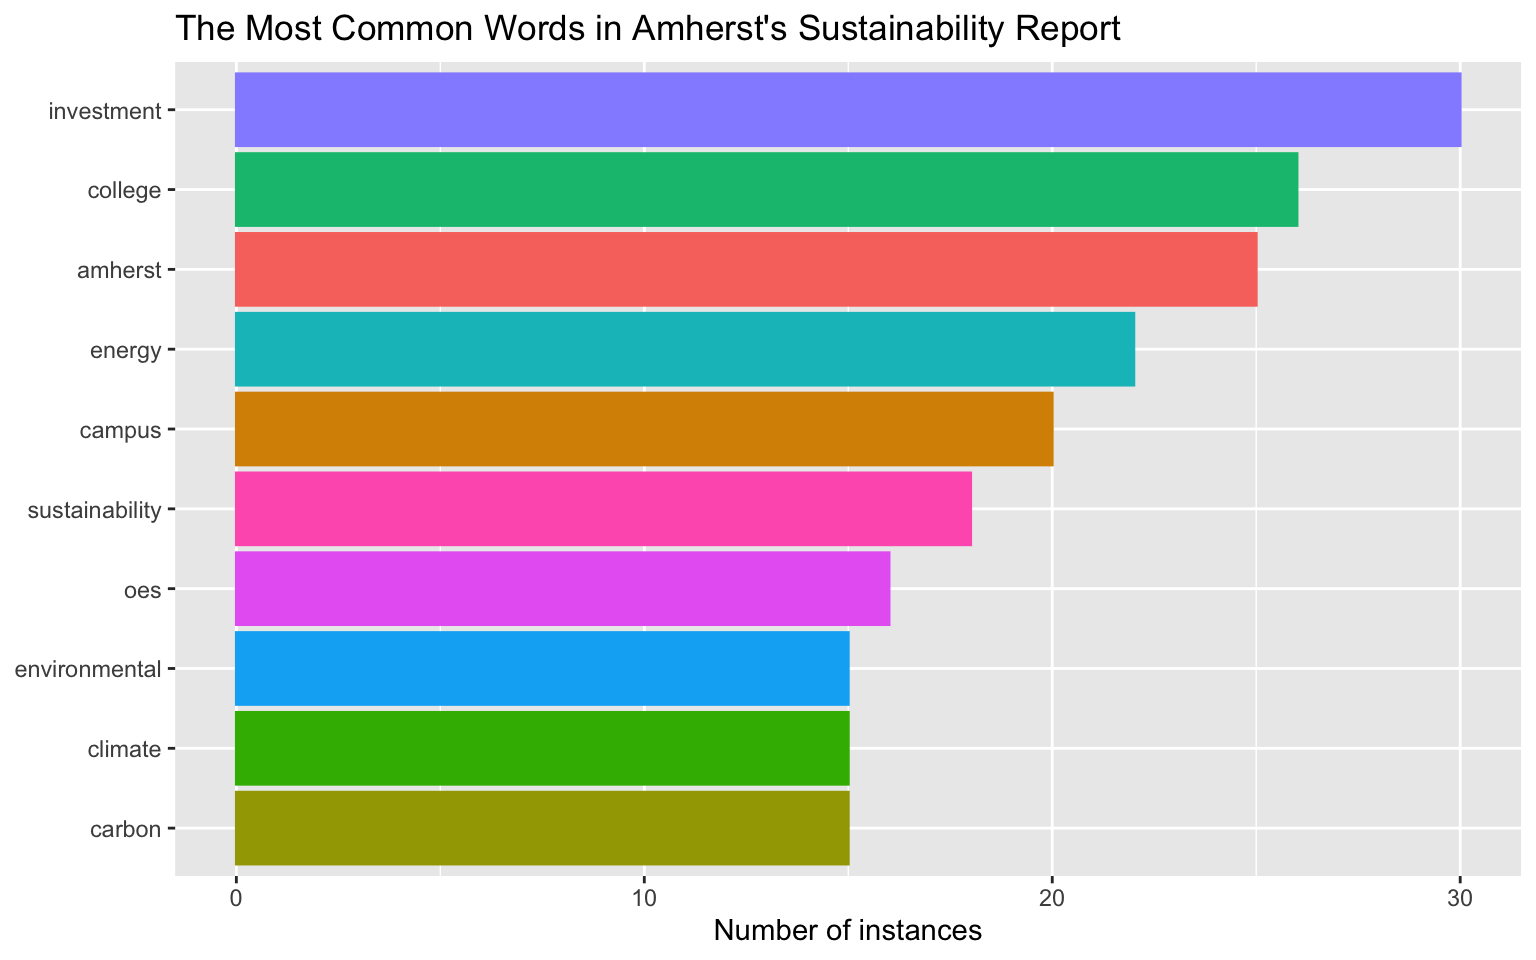 The Most Common Words in Amherst's Sustainability Report
investment
college
amherst
energy
campus
sustainability
oes
environmental
climate
carbon
0 10 20 30
Number of instances